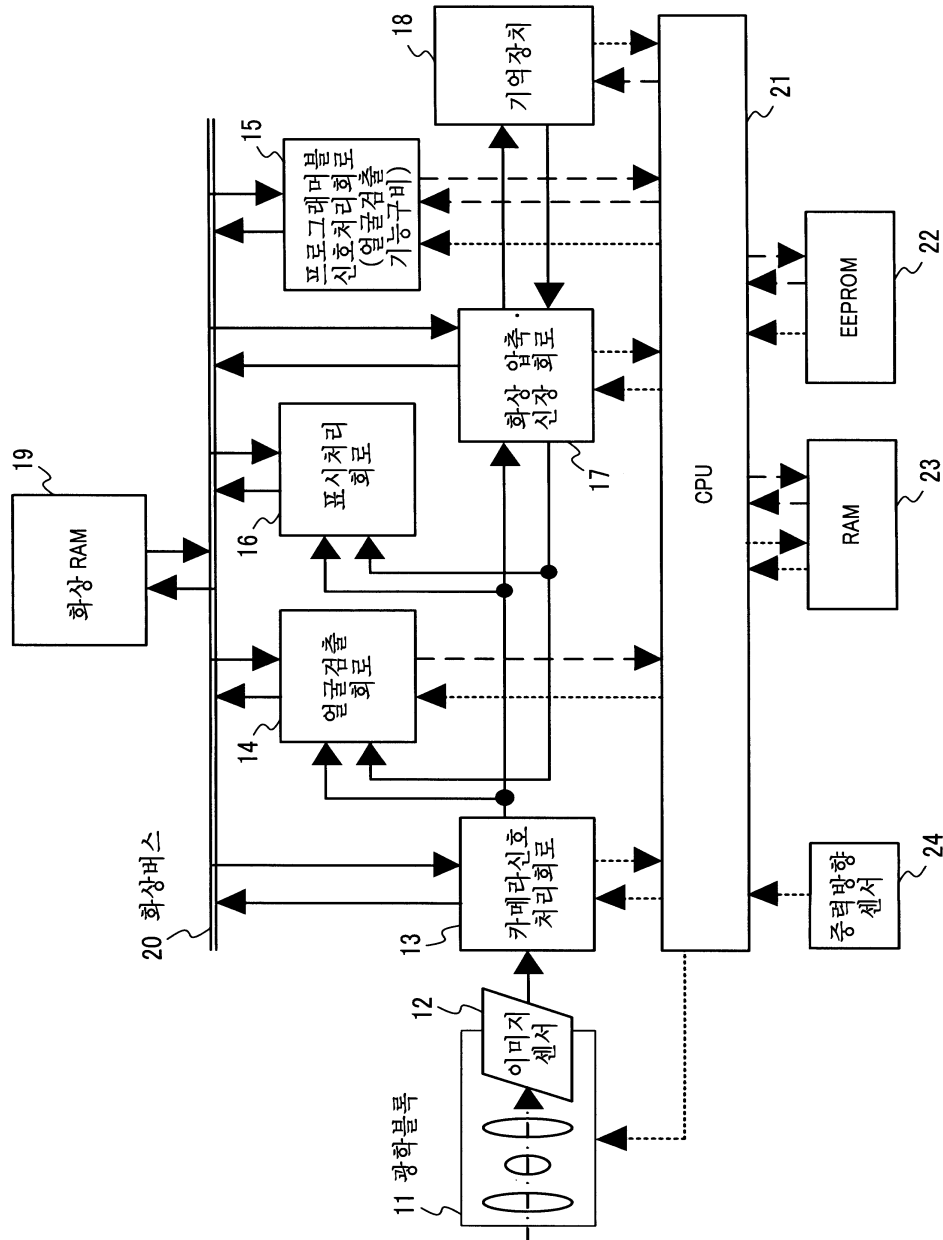 19
화상 RAM
20 화상버스
14
얼굴검출
회로
16
표시처리
회로
15
프로그래머블로
신호처리회로
(얼굴검출
기능구비)
18
기억장치
11 광학블록
12
이미지
센서
13
카메라신호
처리회로
17
화상 압축
신장 회로
CPU
21
24
중력방향
센서
RAM
23
EEPROM
22